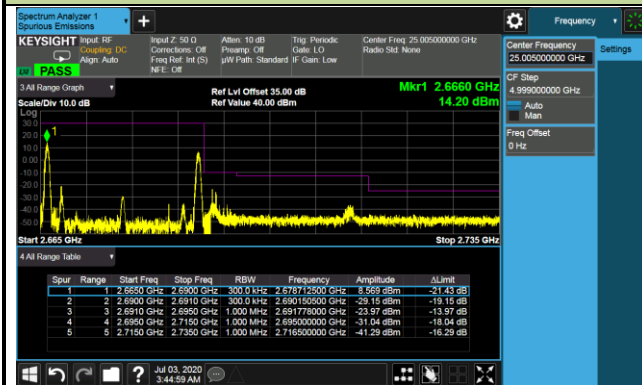 Spectrum Analyzer 1
Spurious Emissions
Frequency
KEYSIGHT
Input: RF
Coupling: DC
Align: Auto
Input Z: 50 Ω
Corrections: Off
Freq Ref: Int (S)
NFE: Off
Atten: 10 dB
Preamp: Off
µW Path: Standard
Trig: Periodic
Gate: LO
IF Gain: Low
Center Freq: 25.005000000 GHz
Radio Std: None
PASS
Center Frequency
25.005000000 GHz
Settings
CF Step
4.999000000 GHz
Auto
Man
Freq Offset
0 Hz
3 All Range Graph
Scale/Div 10.0 dB
Ref Lvl Offset 35.00 dB
Ref Value 40.00 dBm
Mkr1 2.6660 GHz
14.20 dBm
Log
30.0
20.0
10.0
0.00
-10.0
-20.0
-30.0
-40.0
-50.0
1
Start 2.665 GHz
Stop 2.735 GHz
4 All Range Table
Spur Range Start Freq Stop Freq RBW Frequency Amplitude ΔLimit
1 1 2.6650 GHz 2.6900 GHz 300.0 kHz 2.678712500 GHz 8.569 dBm -21.43 dB
2 2 2.6900 GHz 2.6910 GHz 300.0 kHz 2.690150500 GHz -29.15 dBm -19.15 dB
3 3 2.6910 GHz 2.6950 GHz 1.000 MHz 2.691778000 GHz -23.97 dBm -13.97 dB
4 4 2.6950 GHz 2.7150 GHz 1.000 MHz 2.695000000 GHz -31.04 dBm -18.04 dB
5 5 2.7150 GHz 2.7350 GHz 1.000 MHz 2.716500000 GHz -41.29 dBm -16.29 dB
Jul 03, 2020
3:44:59 AM